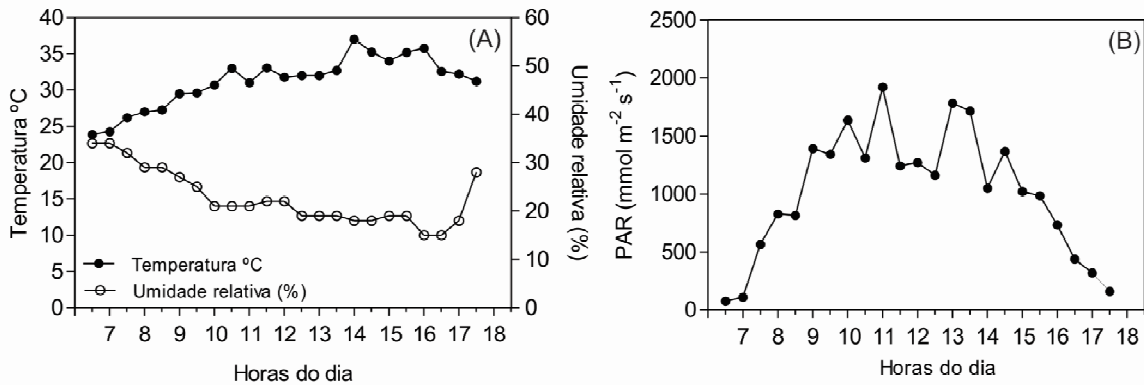 (A)
40
35
30
25
20
15
10
5
0
Temperatura ºC
60
50
40
30
20
10
0
Umidade relativa (%)
Temperatura ºC
Umidade relativa (%)
7 8 9 10 11 12 13 14 15 16 17 18
Horas do dia
(B)
2500
2000
1500
1000
500
0
PAR (mmol m-2 s-1)
7 8 9 10 11 12 13 14 15 16 17 18
Horas do dia